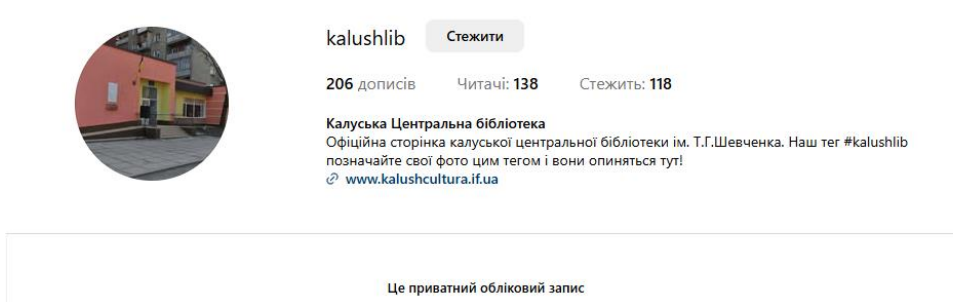 kalushlib Стежити
206 дописів Читачі: 138 Стежить: 118
Калуська Центральна бібліотека
Офіційна сторінка калуської центральної бібліотеки ім. Т.Г.Шевченка. Наш тег #kalushlib
позначайте свої фото цим тегом і вони опиняться тут!
www.kalushcultura.if.ua
Це приватний обліковий запис